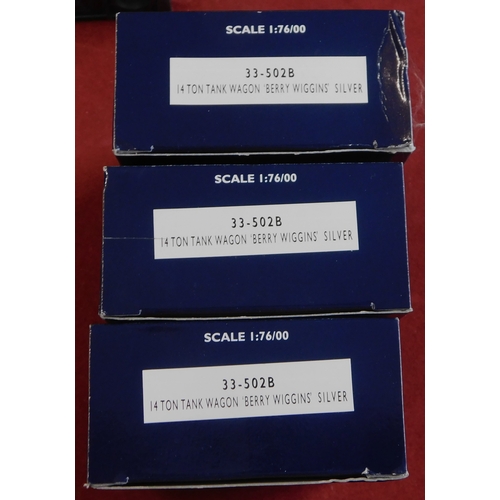 SCALE 1:76/00
33-502B
14 TON TANK WAGON 'BERRY WIGGINS' SILVER
SCALE 1:76/00
33-502B
14 TON TANK WAGON 'BERRY WIGGINS' SILVER
SCALE 1:76/00
33-502B
14 TON TANK WAGON 'BERRY WIGGINS' SILVER